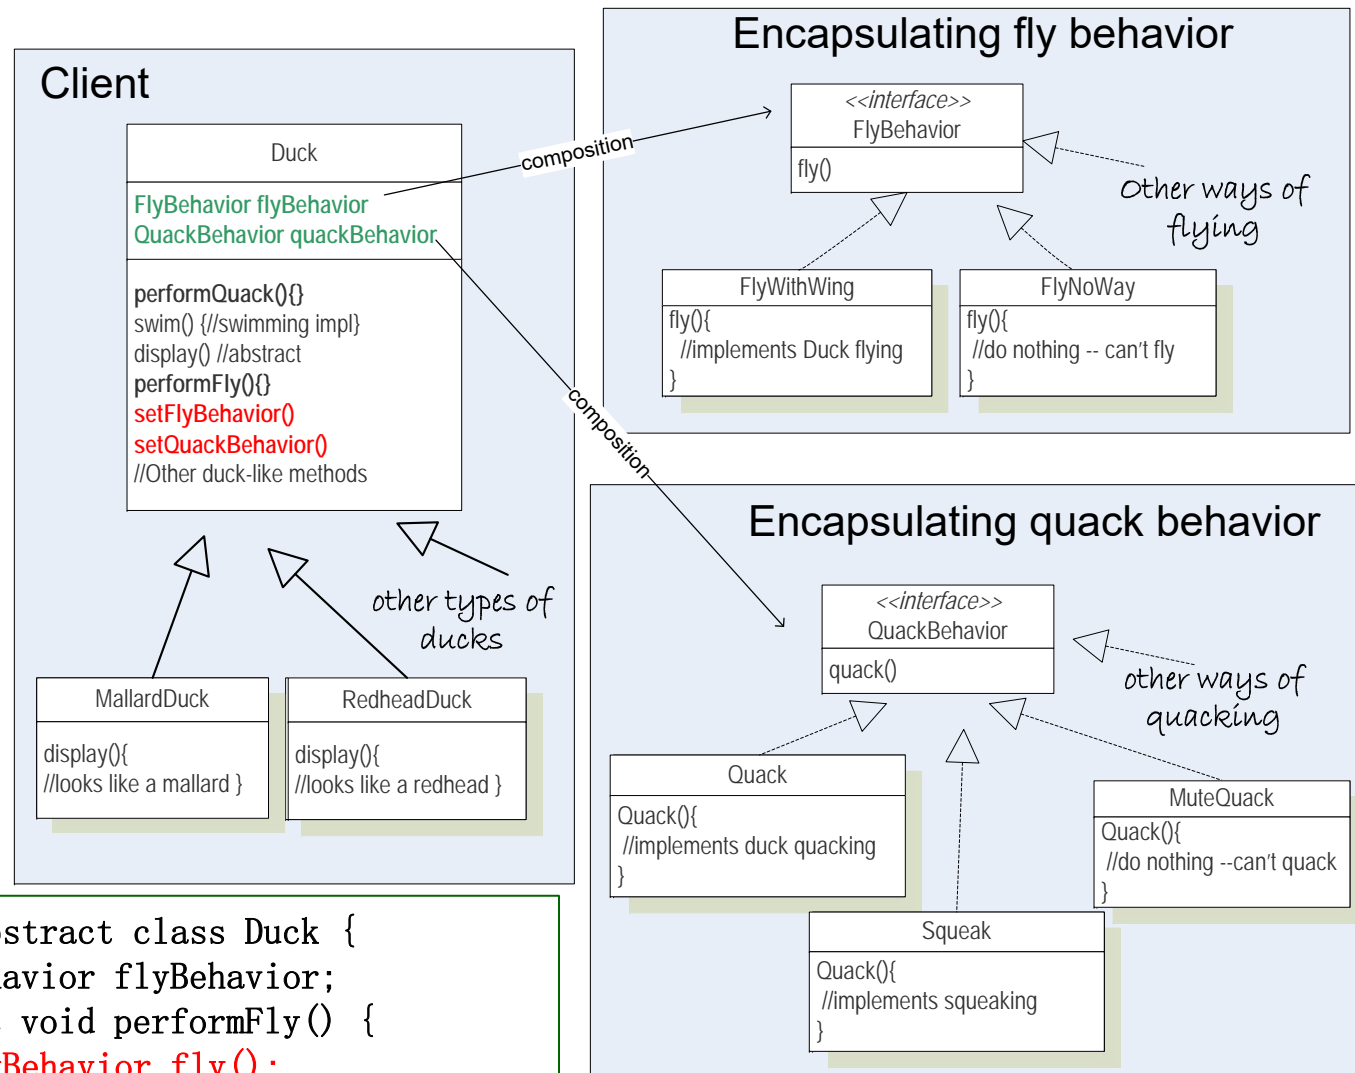 Client
Duck
FlyBehavior flyBehavior
QuackBehavior quackBehavior
performQuack(){}
swim() {//swimming impl}
display() //abstract
performFly(){}
setFlyBehavior()
setQuackBehavior()
//Other duck-like methods
other types of
ducks
MallardDuck
display(){
//looks like a mallard }
RedheadDuck
display(){
//looks like a redhead }
composition
composition
Encapsulating fly behavior
<<interface>>
FlyBehavior
fly()
Other ways of
flying
FlyWithWing
fly(){
//implements Duck flying
}
FlyNoWay
fly(){
//do nothing -- can't fly
}
Encapsulating quack behavior
<<interface>>
QuackBehavior
quack()
other ways of
quacking
Quack
Quack(){
//implements duck quacking
}
MuteQuack
Quack(){
//do nothing --can't quack
}
Squeak
Quack(){
//implements squeaking
}
class Duck {
flyBehavior;
void performFly() {
fly();